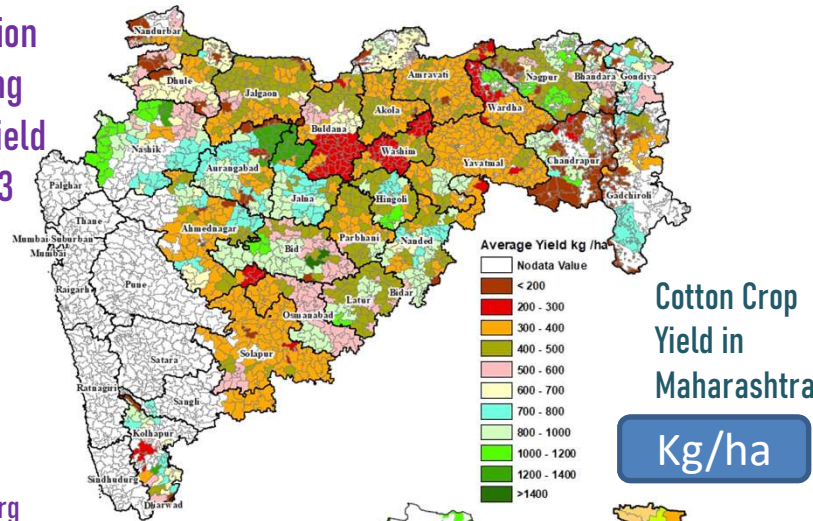 tion
ng
ield
3
rg
Nandurbar
Dhule
Jalgaon
Nashik
Buldana
Akola
Amravati
Washim
Wardha
Nagpur
Bhandara
Gondiya
Yavatmal
Chandrapur
Gadchiroli
Aurangabad
Jalna
Hingoli
Parbhani
Nanded
Palghar
Thane
Mumbai Suburban
Mumbai
Raigarh
Pune
Ahmednagar
Bid
Latur
Bidar
Osmanabad
Solapur
Satara
Ratnagiri
Sangli
Kolhapur
Sindhudurg
Dharwad
Average Yield kg /ha
Nodata Value
< 200
200 - 300
300 - 400
400 - 500
500 - 600
600 - 700
700 - 800
800 - 1000
1000 - 1200
1200 - 1400
>1400
Cotton Crop
Yield in
Maharashtra
Kg/ha